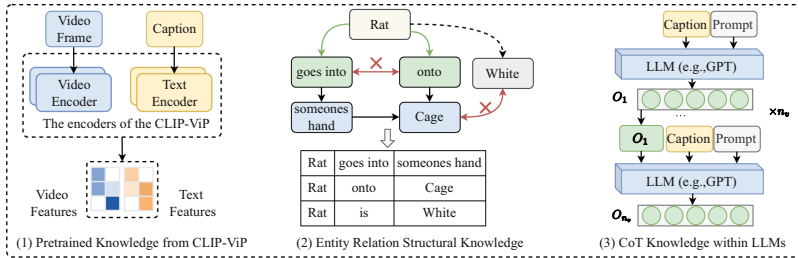 Video
Frame
Caption
Video
Encoder
Text
Encoder
The encoders of the CLIP-ViP
Video
Features
Text
Features
(1) Pretrained Knowledge from CLIP-ViP
Rat
goes into
onto
White
someones
hand
Cage
Rat goes into someones hand
Rat onto Cage
Rat is White
(2) Entity Relation Structural Knowledge
Caption Prompt
LLM (e.g.,GPT)
O₁
...
×nᵥ
O₁ Caption Prompt
LLM (e.g.,GPT)
Oₙᵥ
(3) CoT Knowledge within LLMs